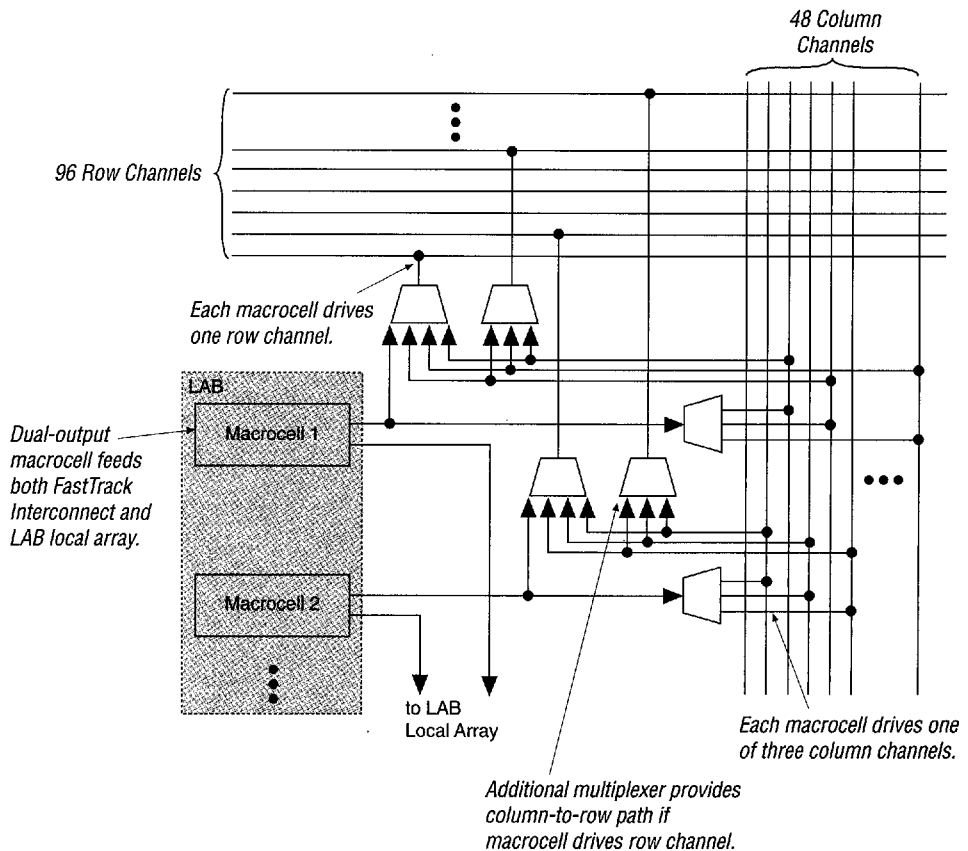 48 Column
Channels
96 Row Channels
Each macrocell drives
one row channel.
LAB
Macrocell 1
Dual-output
macrocell feeds
both FastTrack
Interconnect and
LAB local array.
Macrocell 2
to LAB
Local Array
Each macrocell drives one
of three column channels.
Additional multiplexer provides
column-to-row path if
macrocell drives row channel.